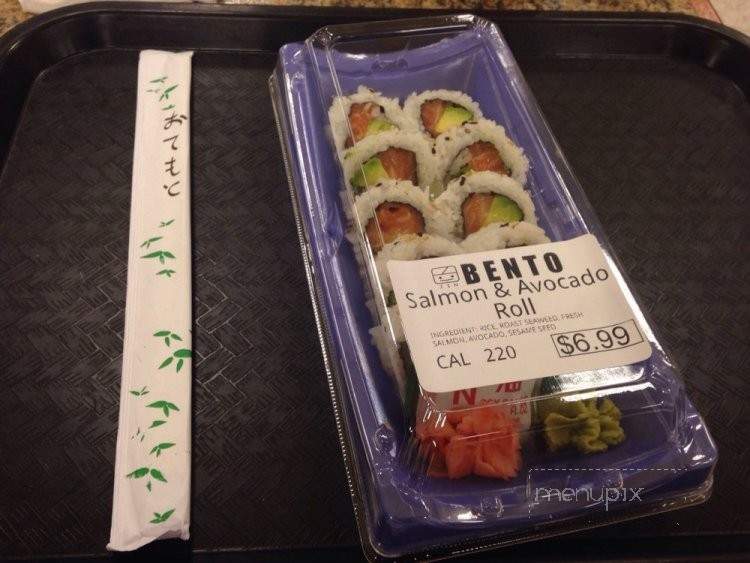 おてもと
ZEN
BENTO
Salmon & Avocado
Roll
INGREDIENT: RICE, ROAST SEAWEED, FRESH
SALMON, AVOCADO, SESAME SEED
CAL 220
$6.99
menupix